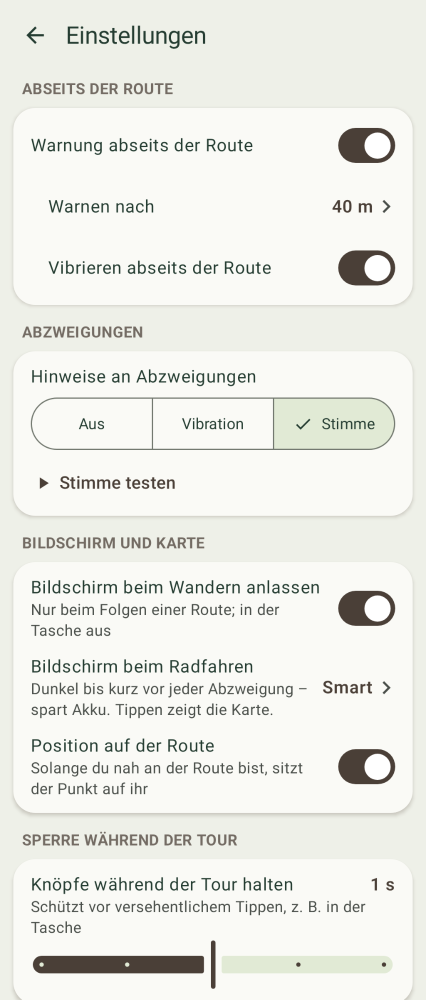 Einstellungen
ABSEITS DER ROUTE
Warnung abseits der Route
Warnen nach 40 m
Vibrieren abseits der Route
ABZWEIGUNGEN
Hinweise an Abzweigungen
Aus Vibration Stimme
Stimme testen
BILDSCHIRM UND KARTE
Bildschirm beim Wandern anlassen
Nur beim Folgen einer Route; in der
Tasche aus
Bildschirm beim Radfahren
Dunkel bis kurz vor jeder Abzweigung –
spart Akku. Tippen zeigt die Karte.
Smart
Position auf der Route
Solange du nah an der Route bist, sitzt
der Punkt auf ihr
SPERRE WÄHREND DER TOUR
Knöpfe während der Tour halten 1 s
Schützt vor versehentlichem Tippen, z. B. in der
Tasche